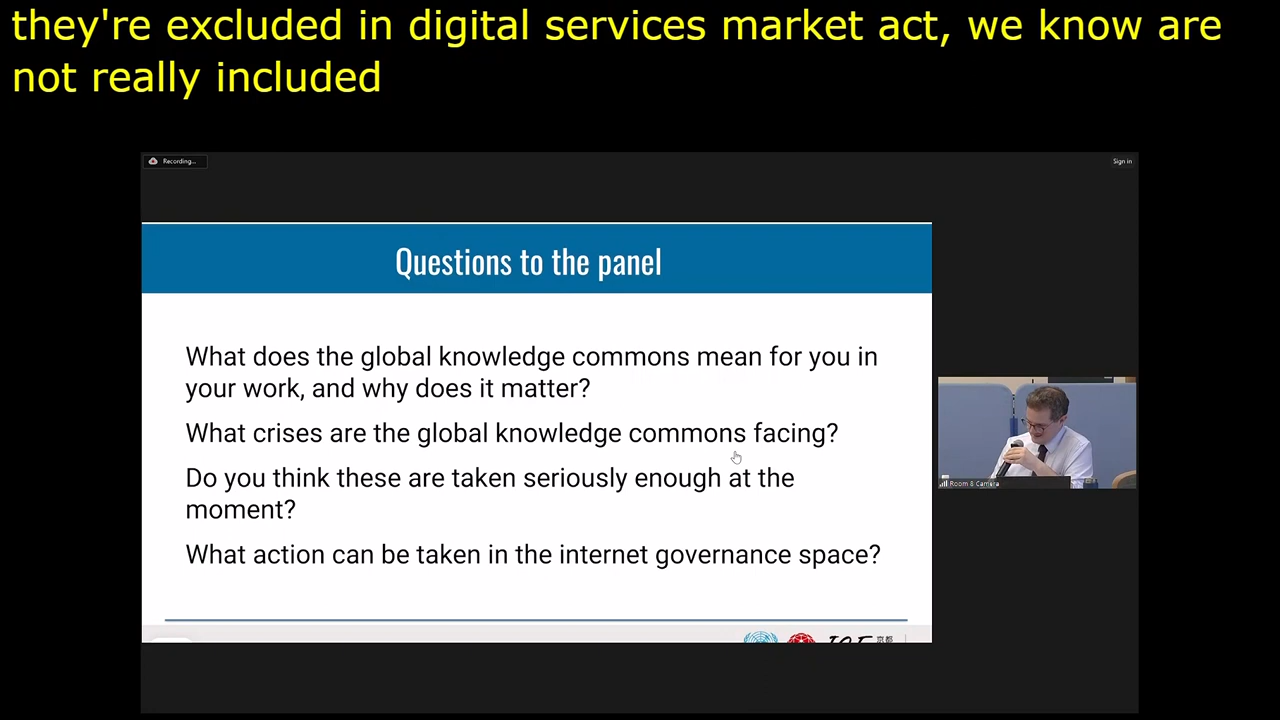 they're excluded in digital services market act, we know are
not really included
Recording...
Sign in
Questions to the panel
What does the global knowledge commons mean for you in
your work, and why does it matter?
What crises are the global knowledge commons facing?
Do you think these are taken seriously enough at the
moment?
What action can be taken in the internet governance space?
Room 8 Camera